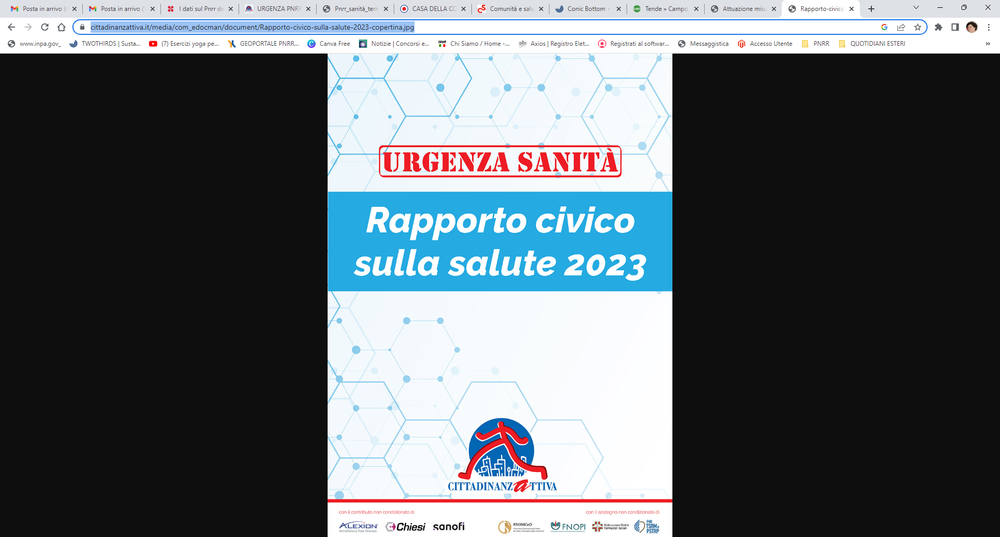 Posta in arrivo (4
Posta in arrivo (1
I dati sul Pnrr de
URGENZA PNRR
Pnrr_sanità_terri
CASA DELLA CO
Comunità e salu
Conic Bottom -
Tende » Campo
Attuazione misu
Rapporto-civico
cittadinanzattiva.it/media/com_edocman/document/Rapporto-civico-sulla-salute-2023-copertina.jpg
www.inpa.gov_
TWOTHIRDS | Susta...
(7) Esercizi yoga pe...
GEOPORTALE PNRR...
Canva Free
Notizie | Concorsi e...
Chi Siamo / Home -...
Axios | Registro Elet...
Registrati al softwar...
Messaggistica
Accesso Utente
PNRR
QUOTIDIANI ESTERI
URGENZA SANITÀ
Rapporto civico
sulla salute 2023
CITTADINANZATTIVA
con il contributo non condizionato di
con il sostegno non condizionato di
ALEXION
AstraZeneca Rare Disease
Chiesi
sanofi
FNOMCeO
FNOPI
Federazione Ordini
Farmacisti Italiani
FNO
TSRM e
PSTRP